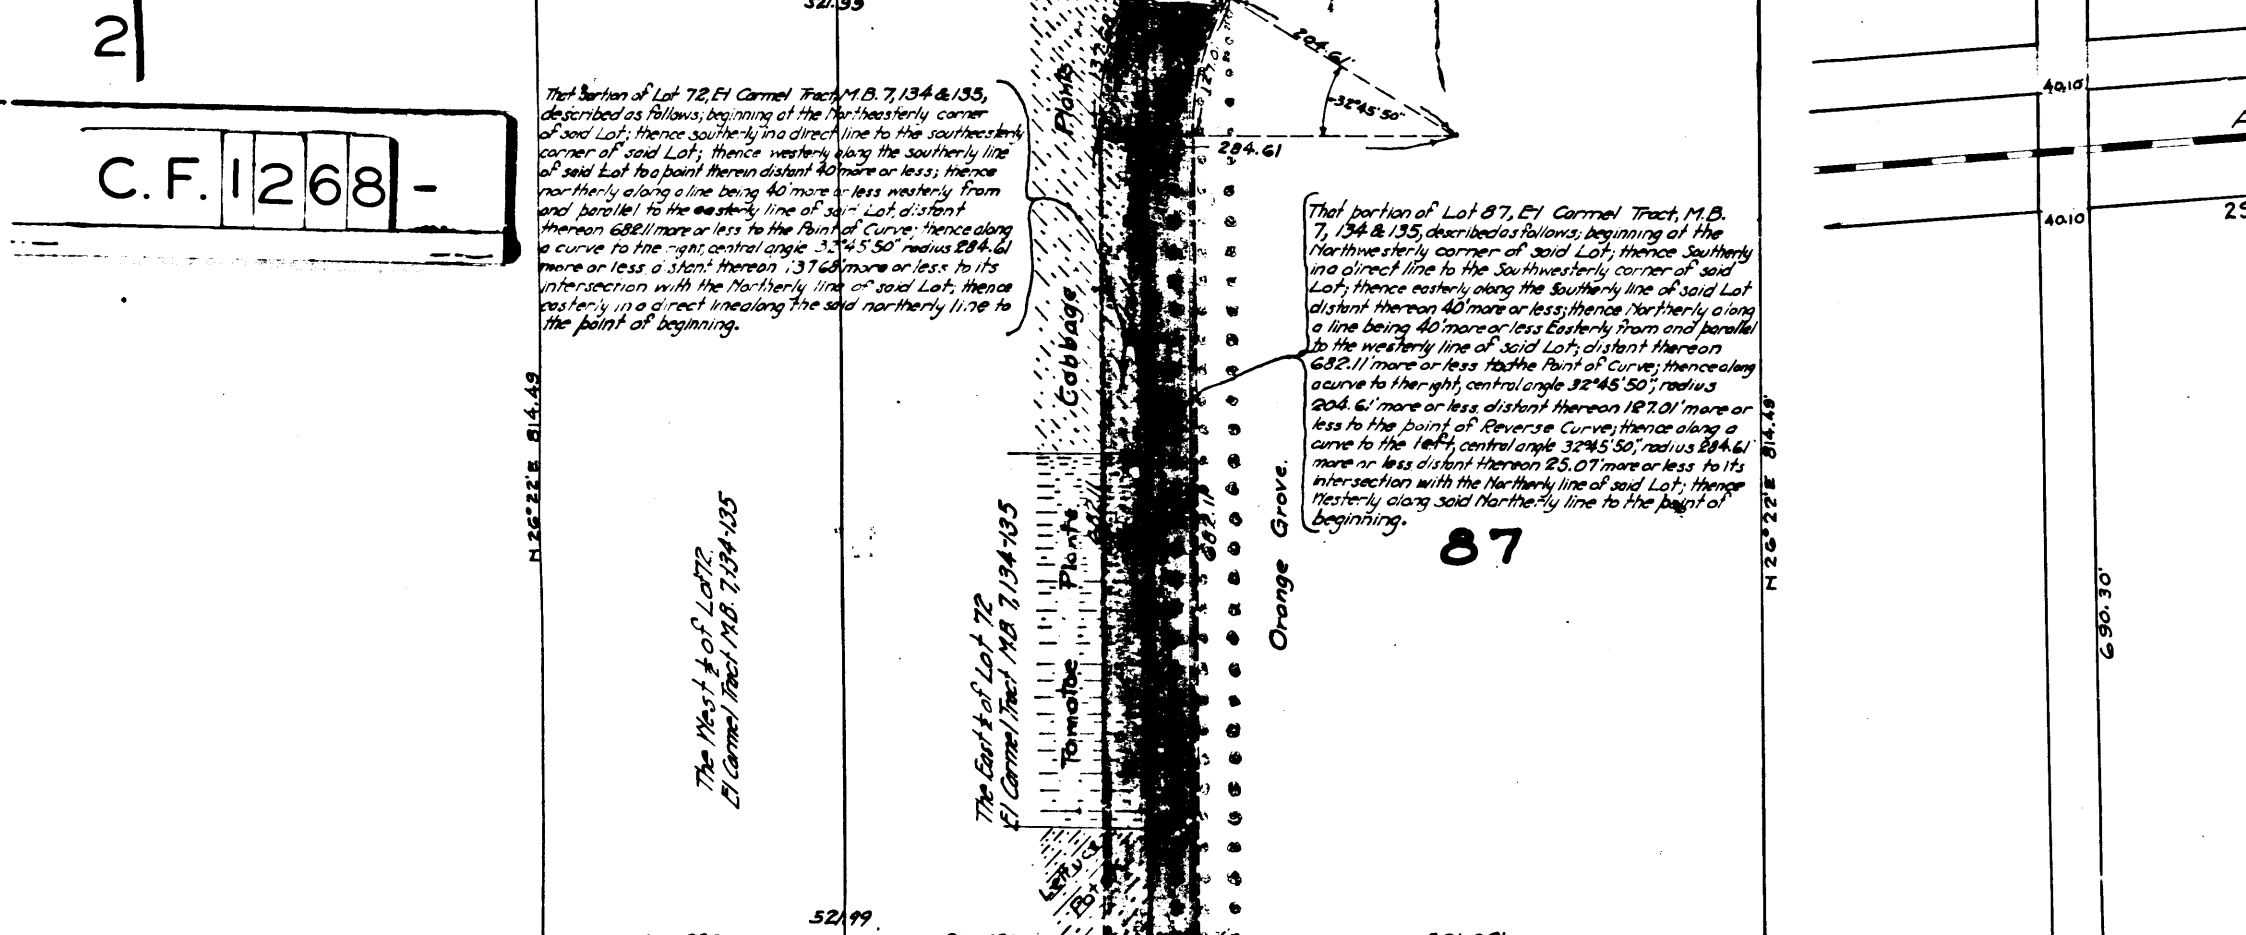 2
C.F. 1268 -
That portion of Lot 72, El Carmel Tract, M.B. 7, 134 & 135,
described as follows; beginning at the Northeasterly corner
of said Lot; thence southerly in a direct line to the southeasterly
corner of said Lot; thence westerly along the southerly line
of said Lot to a point therein distant 40' more or less; thence
northerly along a line being 40' more or less westerly from
and parallel to the easterly line of said Lot, distant
thereon 682.11 more or less to the Point of Curve; thence along
a curve to the right, central angle 32°45'50" radius 284.61
more or less, distant thereon 137.68 more or less to its
intersection with the Northerly line of said Lot; thence
easterly in a direct line along the said northerly line to
the point of beginning.
N 26°22'E 814.49
The West ½ of Lot 72
El Carmel Tract M.B. 7,134-135
The East ½ of Lot 72
El Carmel Tract M.B. 7,134-135
521.99
521.99
Cabbage Plants
Tomatoe Plants
Lettuce
682.11
Orange Grove.
204.61'
32°45'50"
284.61
That portion of Lot 87, El Carmel Tract, M.B.
7, 134 & 135, described as follows; beginning at the
Northwesterly corner of said Lot; thence Southerly
in a direct line to the Southwesterly corner of said
Lot; thence easterly along the Southerly line of said Lot
distant thereon 40' more or less; thence Northerly along
a line being 40' more or less Easterly from and parallel
to the westerly line of said Lot; distant thereon
682.11' more or less to the Point of Curve; thence along
a curve to the right, central angle 32°45'50", radius
204.61' more or less, distant thereon 127.01' more or
less to the point of Reverse Curve; thence along a
curve to the left, central angle 32°45'50", radius 284.61'
more or less distant thereon 25.07' more or less to its
intersection with the Northerly line of said Lot; thence
Westerly along said Northerly line to the point of
beginning.
87
N 26°22'E 814.49'
40.10
40.10
690.30'